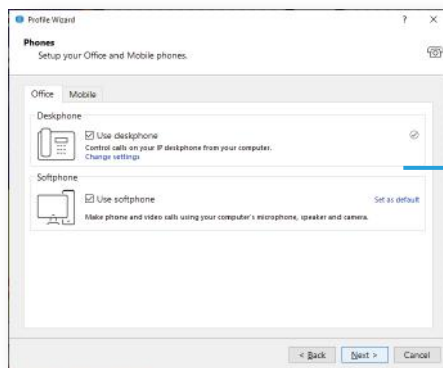 Profile Wizard
Phones
Setup your Office and Mobile phones.
Office Mobile
Deskphone
Use deskphone
Control calls on your IP deskphone from your computer.
Change settings
Softphone
Use softphone Set as default
Make phone and video calls using your computer's microphone, speaker and camera.
< Back Next > Cancel